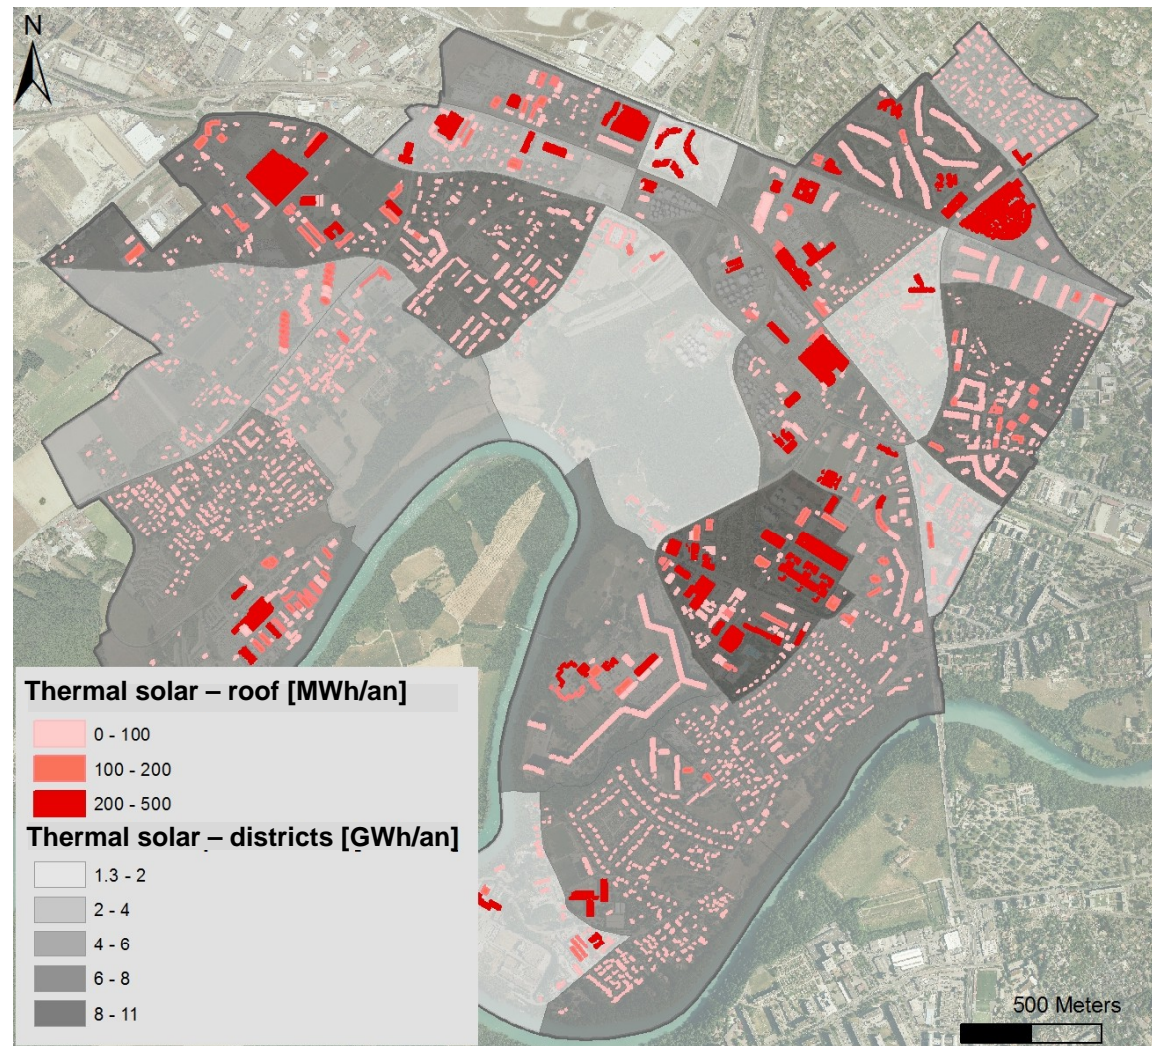 N
Thermal solar – roof [MWh/an]
0 - 100
100 - 200
200 - 500
Thermal solar – districts [GWh/an]
1.3 - 2
2 - 4
4 - 6
6 - 8
8 - 11
500 Meters